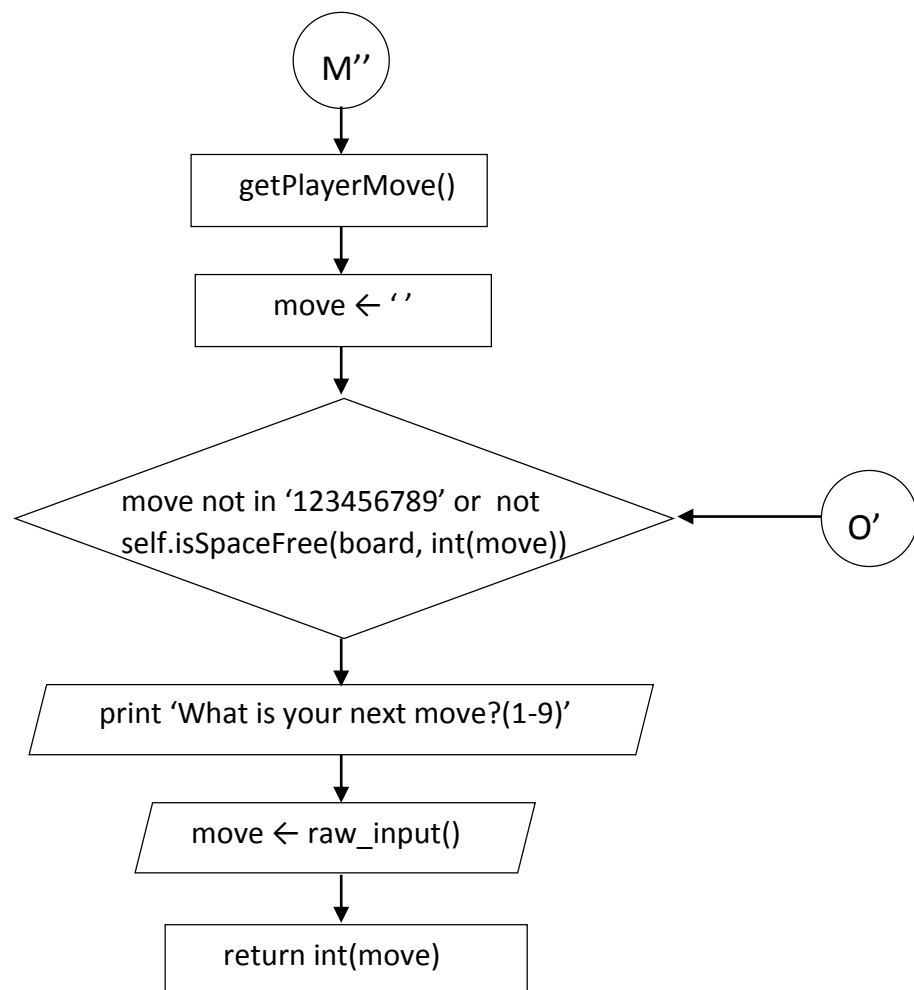 M’’
getPlayerMove()
move ← ‘ ’
move not in ‘123456789’ or  not
self.isSpaceFree(board, int(move))
O’
print ‘What is your next move?(1-9)’
move ← raw_input()
return int(move)